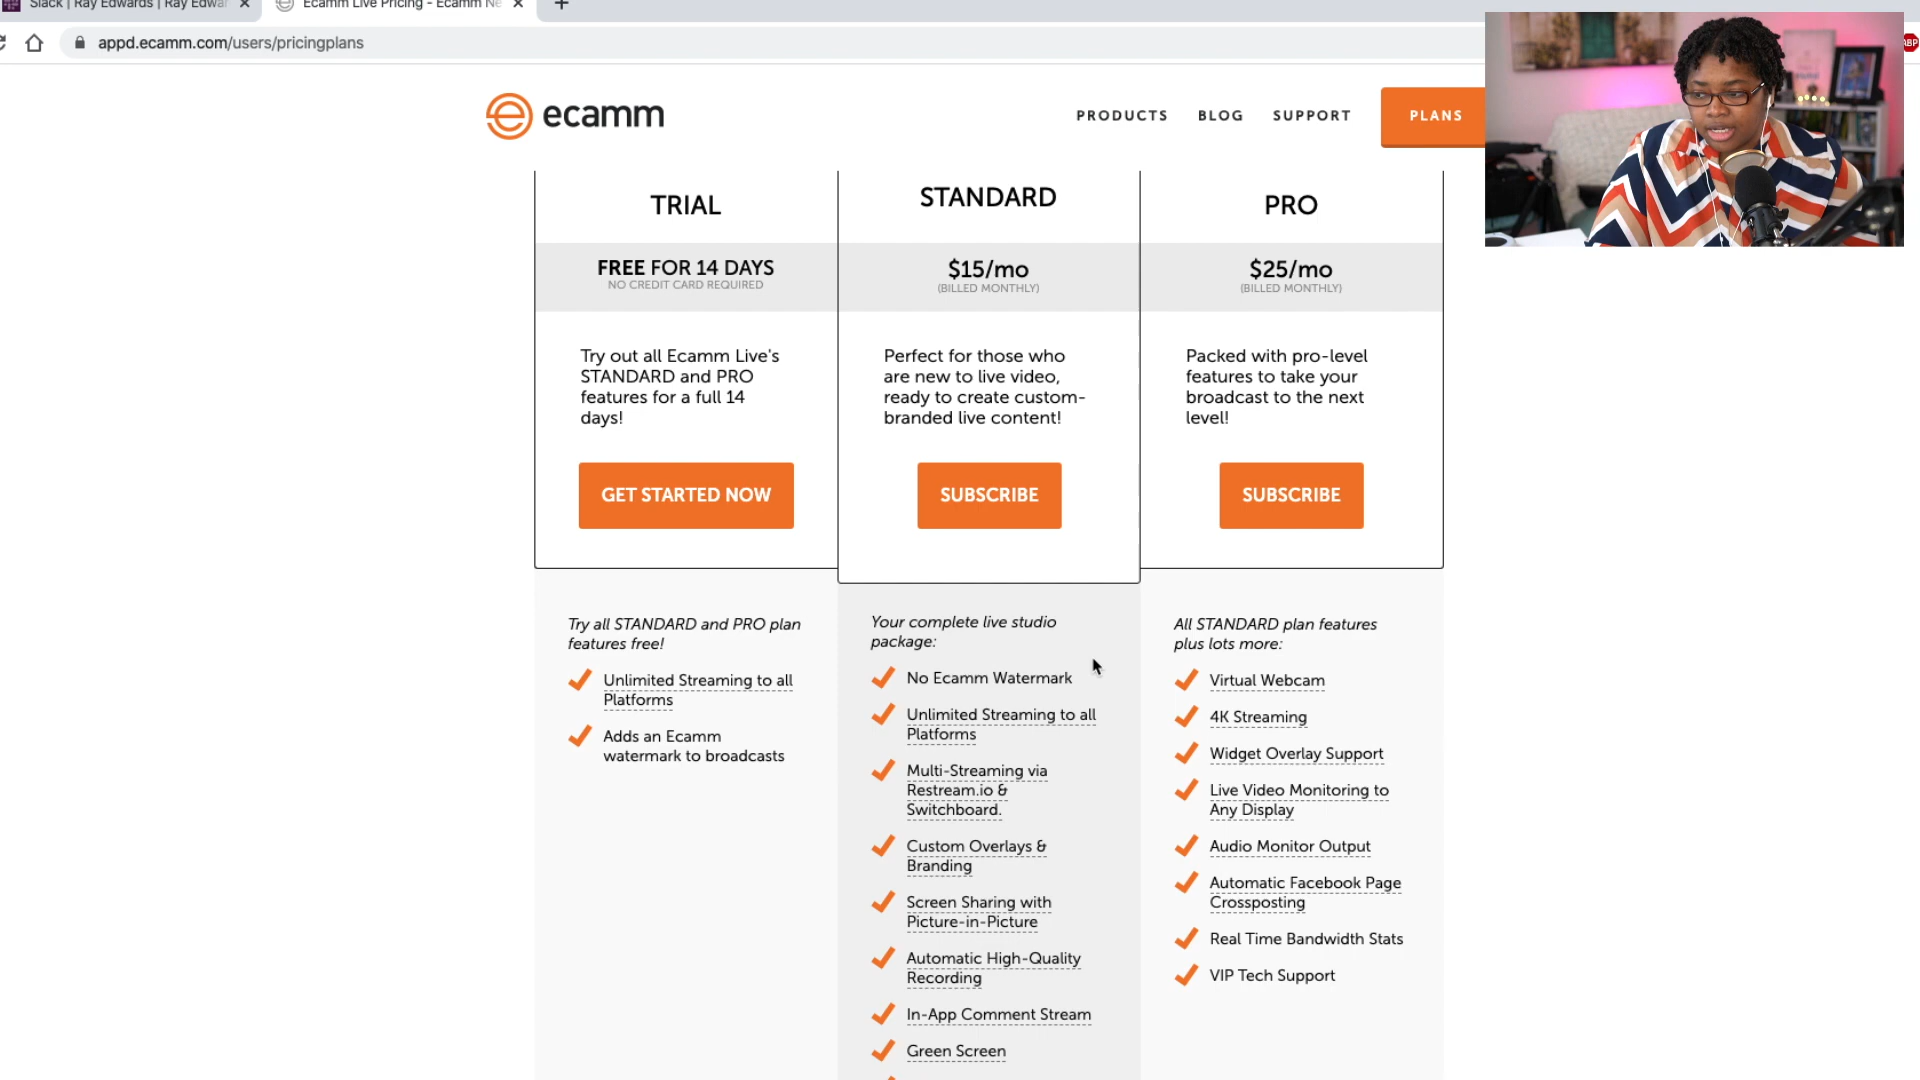 Slack | Ray Edwards | Ray Edwar
Ecamm Live Pricing - Ecamm Ne
appd.ecamm.com/users/pricingplans
ABP
ecamm
PRODUCTS
BLOG
SUPPORT
PLANS
TRIAL
FREE FOR 14 DAYS
NO CREDIT CARD REQUIRED
Try out all Ecamm Live's
STANDARD and PRO
features for a full 14
days!
GET STARTED NOW
Try all STANDARD and PRO plan
features free!
Unlimited Streaming to all
Platforms
Adds an Ecamm
watermark to broadcasts
STANDARD
$15/mo
(BILLED MONTHLY)
Perfect for those who
are new to live video,
ready to create custom-
branded live content!
SUBSCRIBE
Your complete live studio
package:
No Ecamm Watermark
Unlimited Streaming to all
Platforms
Multi-Streaming via
Restream.io &
Switchboard.
Custom Overlays &
Branding
Screen Sharing with
Picture-in-Picture
Automatic High-Quality
Recording
In-App Comment Stream
Green Screen
PRO
$25/mo
(BILLED MONTHLY)
Packed with pro-level
features to take your
broadcast to the next
level!
SUBSCRIBE
All STANDARD plan features
plus lots more:
Virtual Webcam
4K Streaming
Widget Overlay Support
Live Video Monitoring to
Any Display
Audio Monitor Output
Automatic Facebook Page
Crossposting
Real Time Bandwidth Stats
VIP Tech Support